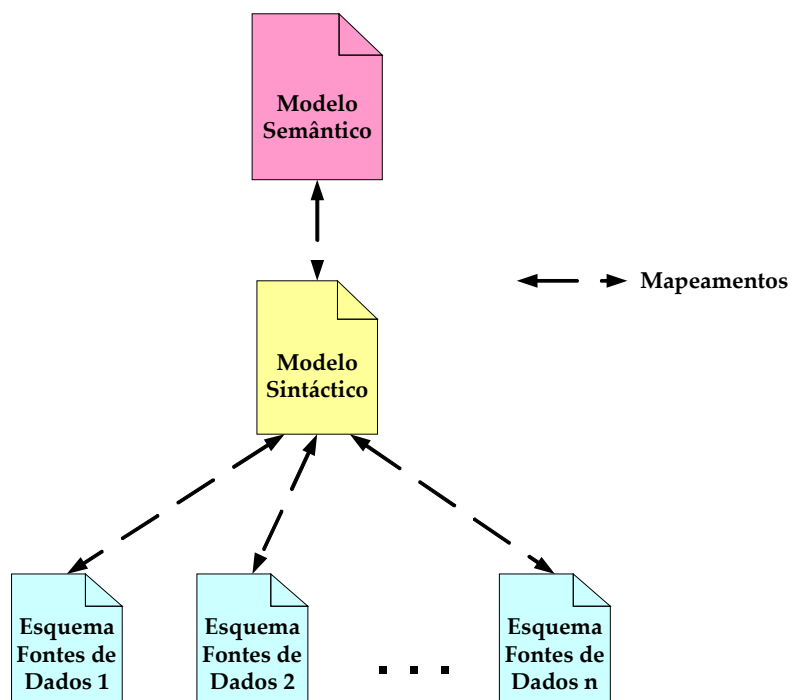 Modelo
Semântico
Mapeamentos
Modelo
Sintáctico
Esquema
Fontes de
Dados 1
Esquema
Fontes de
Dados 2
. . .
Esquema
Fontes de
Dados n